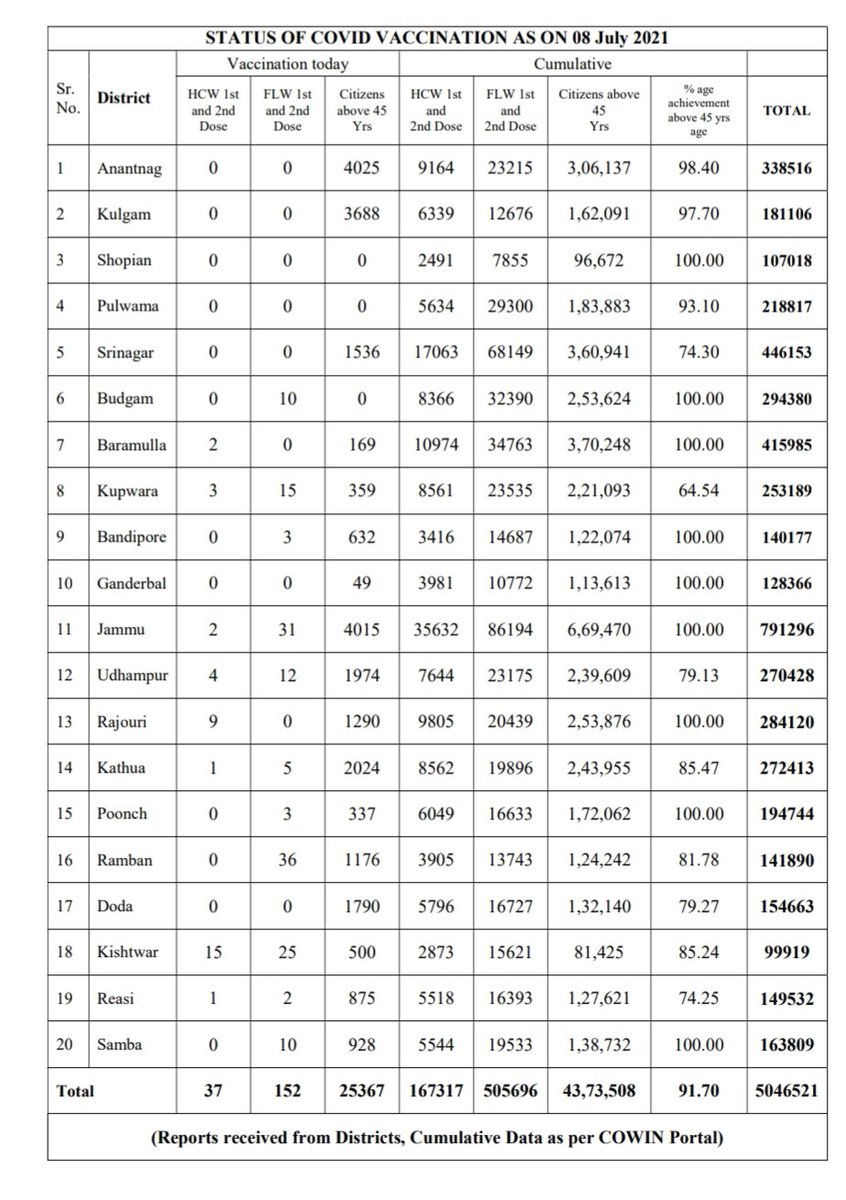 STATUS OF COVID VACCINATION AS ON 08 July 2021
Vaccination today Cumulative
Sr. No. District HCW 1st and 2nd Dose FLW 1st and 2nd Dose Citizens above 45 Yrs HCW 1st and 2nd Dose FLW 1st and 2nd Dose Citizens above 45 Yrs % age achievement above 45 yrs age TOTAL
1 Anantnag 0 0 4025 9164 23215 3,06,137 98.40 338516
2 Kulgam 0 0 3688 6339 12676 1,62,091 97.70 181106
3 Shopian 0 0 0 2491 7855 96,672 100.00 107018
4 Pulwama 0 0 0 5634 29300 1,83,883 93.10 218817
5 Srinagar 0 0 1536 17063 68149 3,60,941 74.30 446153
6 Budgam 0 10 0 8366 32390 2,53,624 100.00 294380
7 Baramulla 2 0 169 10974 34763 3,70,248 100.00 415985
8 Kupwara 3 15 359 8561 23535 2,21,093 64.54 253189
9 Bandipore 0 3 632 3416 14687 1,22,074 100.00 140177
10 Ganderbal 0 0 49 3981 10772 1,13,613 100.00 128366
11 Jammu 2 31 4015 35632 86194 6,69,470 100.00 791296
12 Udhampur 4 12 1974 7644 23175 2,39,609 79.13 270428
13 Rajouri 9 0 1290 9805 20439 2,53,876 100.00 284120
14 Kathua 1 5 2024 8562 19896 2,43,955 85.47 272413
15 Poonch 0 3 337 6049 16633 1,72,062 100.00 194744
16 Ramban 0 36 1176 3905 13743 1,24,242 81.78 141890
17 Doda 0 0 1790 5796 16727 1,32,140 79.27 154663
18 Kishtwar 15 25 500 2873 15621 81,425 85.24 99919
19 Reasi 1 2 875 5518 16393 1,27,621 74.25 149532
20 Samba 0 10 928 5544 19533 1,38,732 100.00 163809
Total 37 152 25367 167317 505696 43,73,508 91.70 5046521
(Reports received from Districts, Cumulative Data as per COWIN Portal)